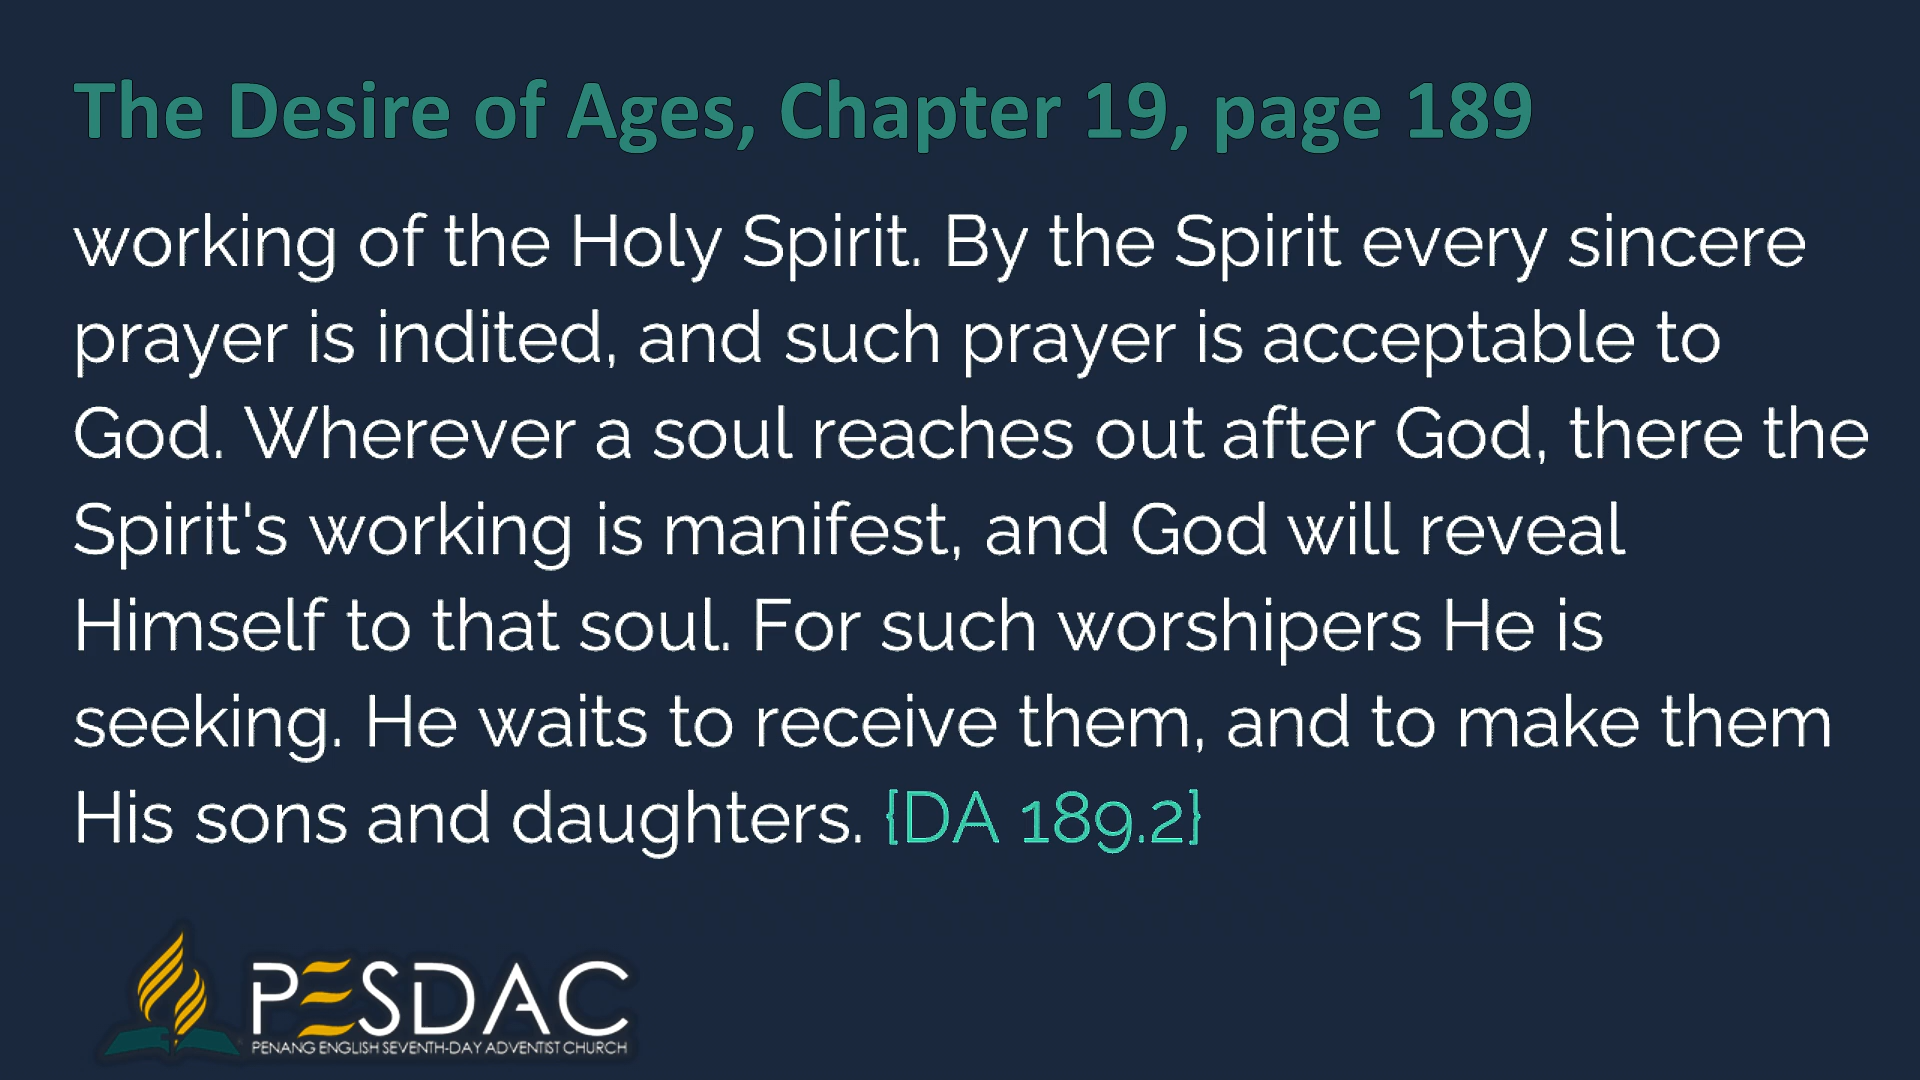 The Desire of Ages, Chapter 19, page 189
working of the Holy Spirit. By the Spirit every sincere
prayer is indited, and such prayer is acceptable to
God. Wherever a soul reaches out after God, there the
Spirit's working is manifest, and God will reveal
Himself to that soul. For such worshipers He is
seeking. He waits to receive them, and to make them
His sons and daughters. {DA 189.2}
PESDAC
PENANG ENGLISH SEVENTH-DAY ADVENTIST CHURCH